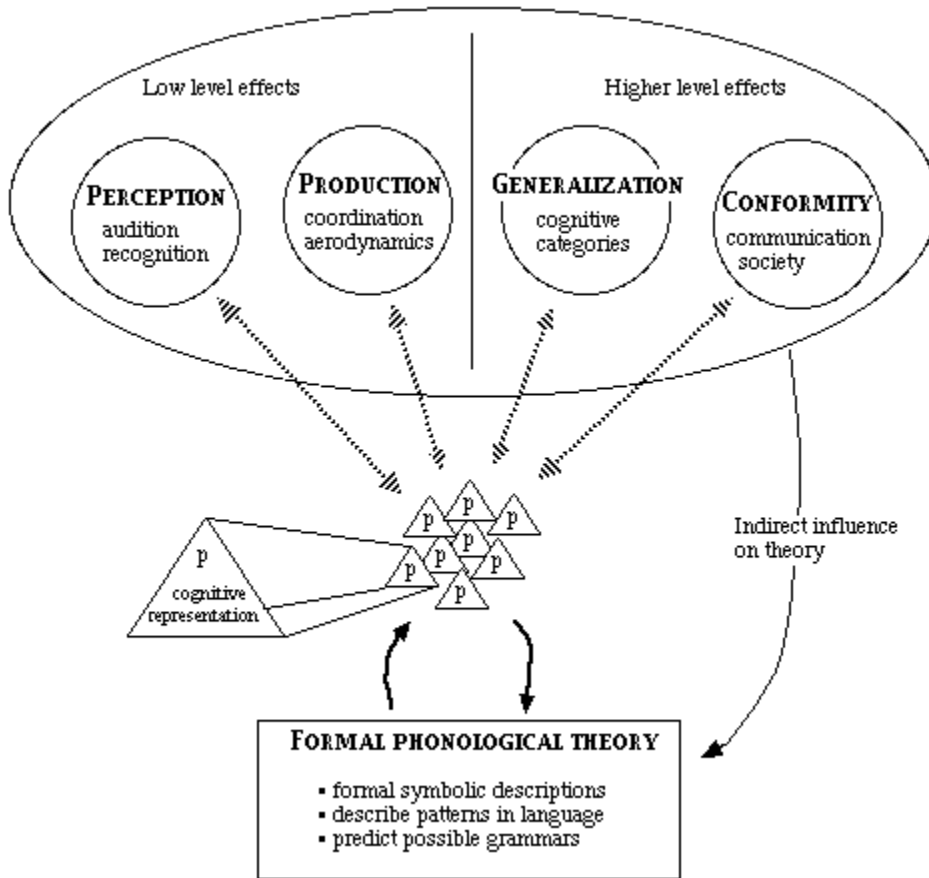 Low level effects
Higher level effects
PERCEPTION
audition
recognition
PRODUCTION
coordination
aerodynamics
GENERALIZATION
cognitive
categories
CONFORMITY
communication
society
p
p
p
p
p
p
p
p
p
cognitive
representation
Indirect influence
on theory
FORMAL PHONOLOGICAL THEORY
▪ formal symbolic descriptions
▪ describe patterns in language
▪ predict possible grammars